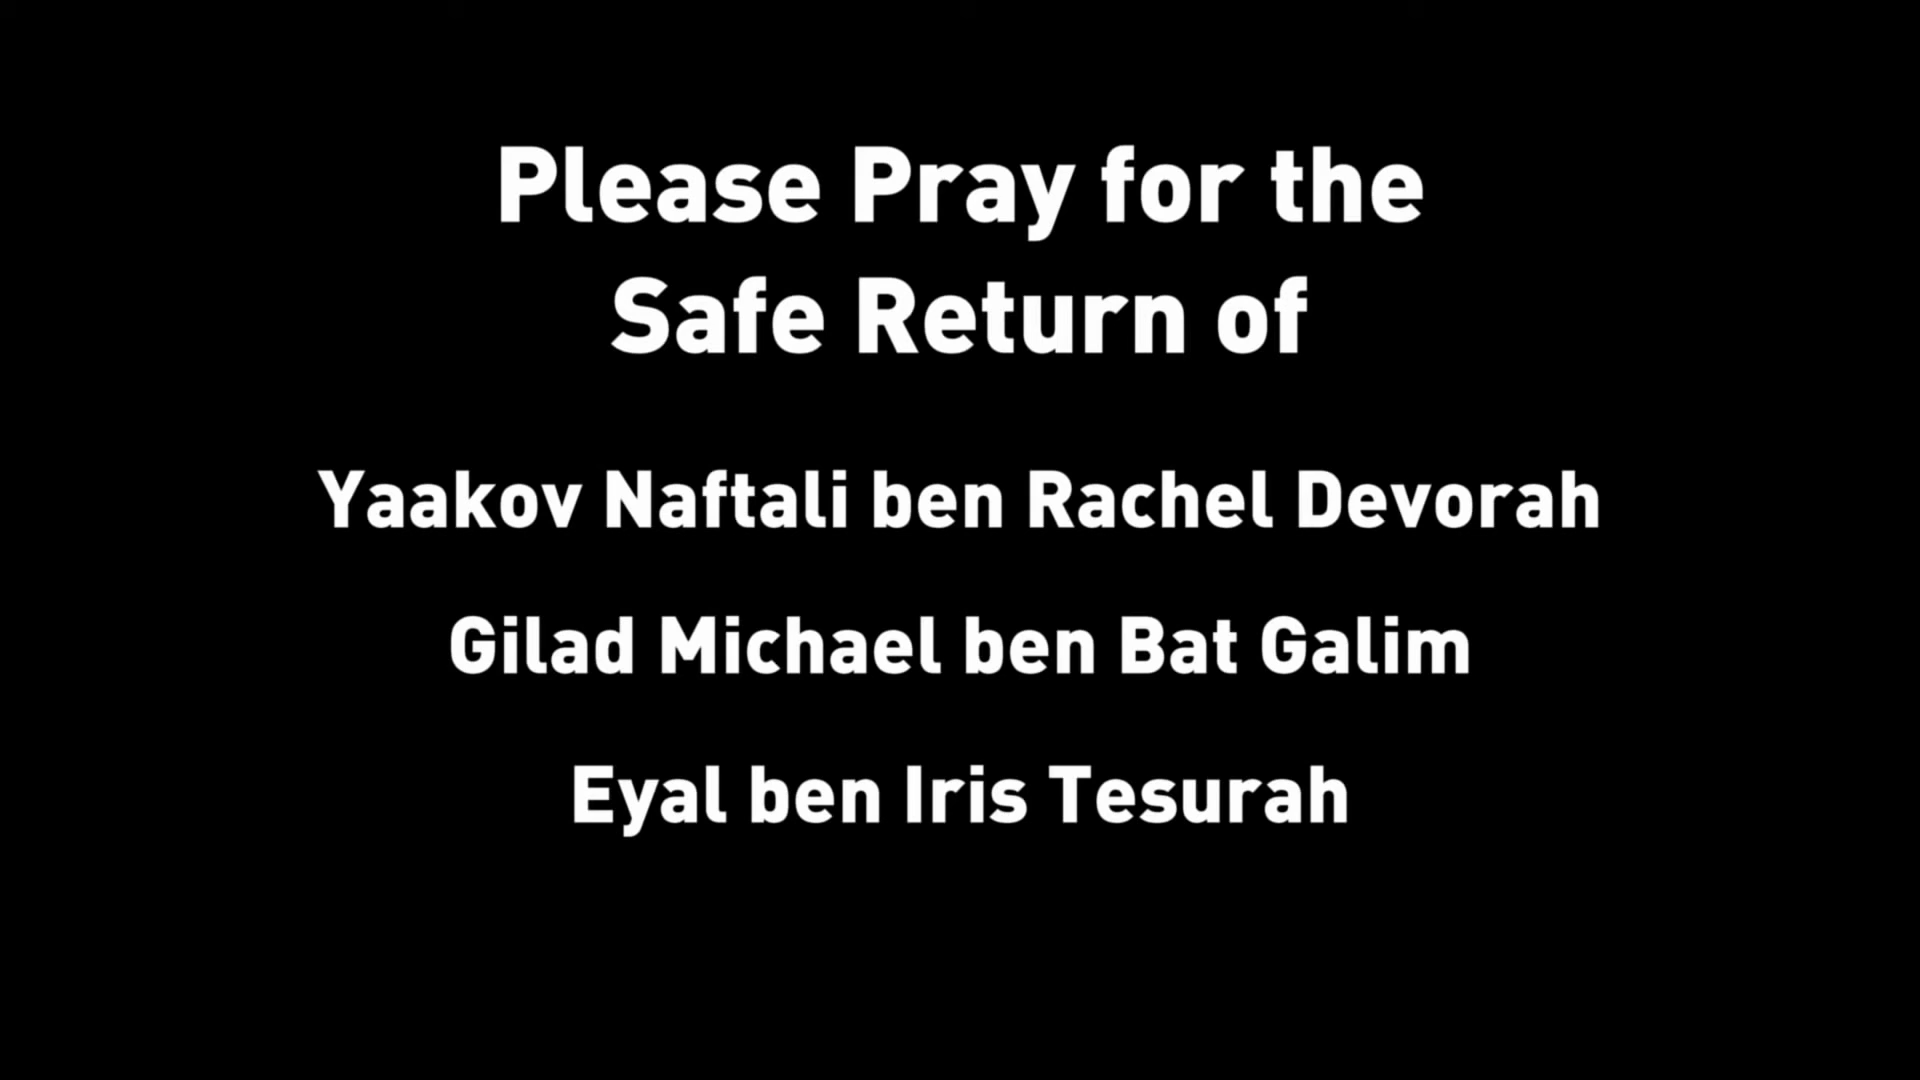 Please Pray for the
Safe Return of
Yaakov Naftali ben Rachel Devorah
Gilad Michael ben Bat Galim
Eyal ben Iris Tesurah